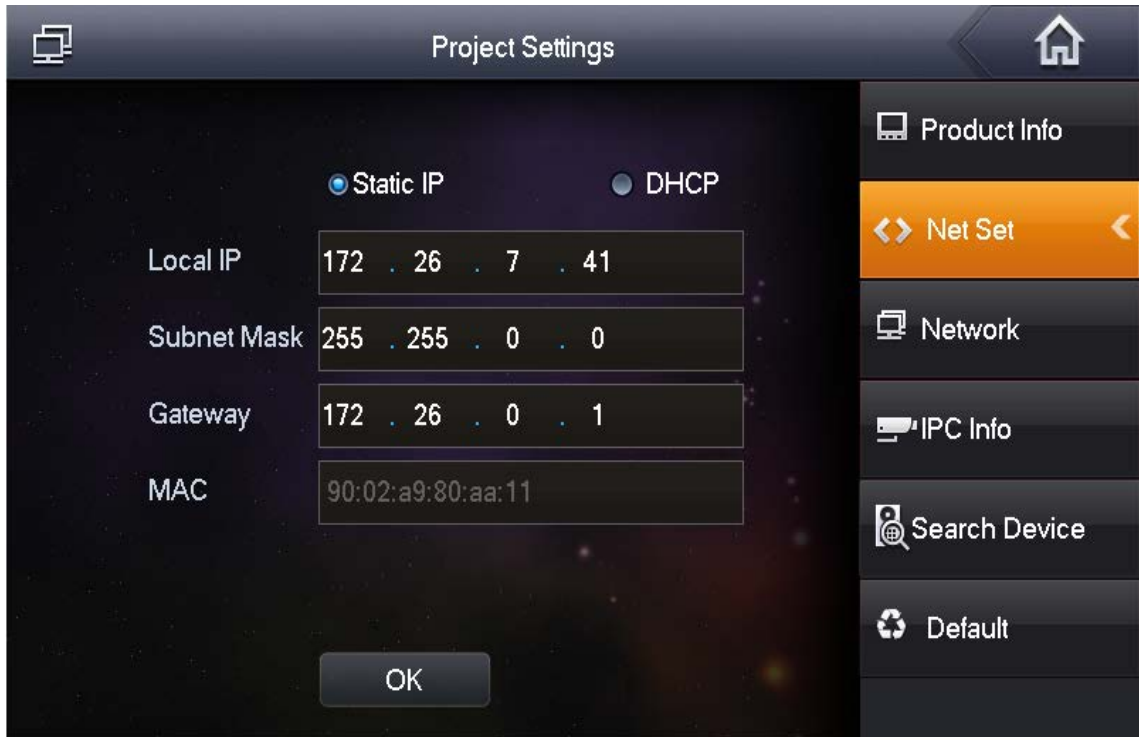 Project Settings
Static IP
DHCP
Local IP 172 . 26 . 7 . 41
Subnet Mask 255 . 255 . 0 . 0
Gateway 172 . 26 . 0 . 1
MAC 90:02:a9:80:aa:11
OK
Product Info
Net Set
Network
IPC Info
Search Device
Default